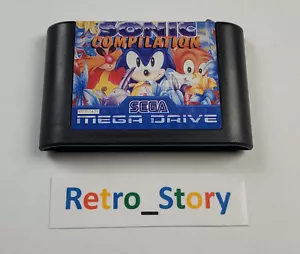 SONIC
COMPILATION
SEGA
MEGA DRIVE
Retro_Story